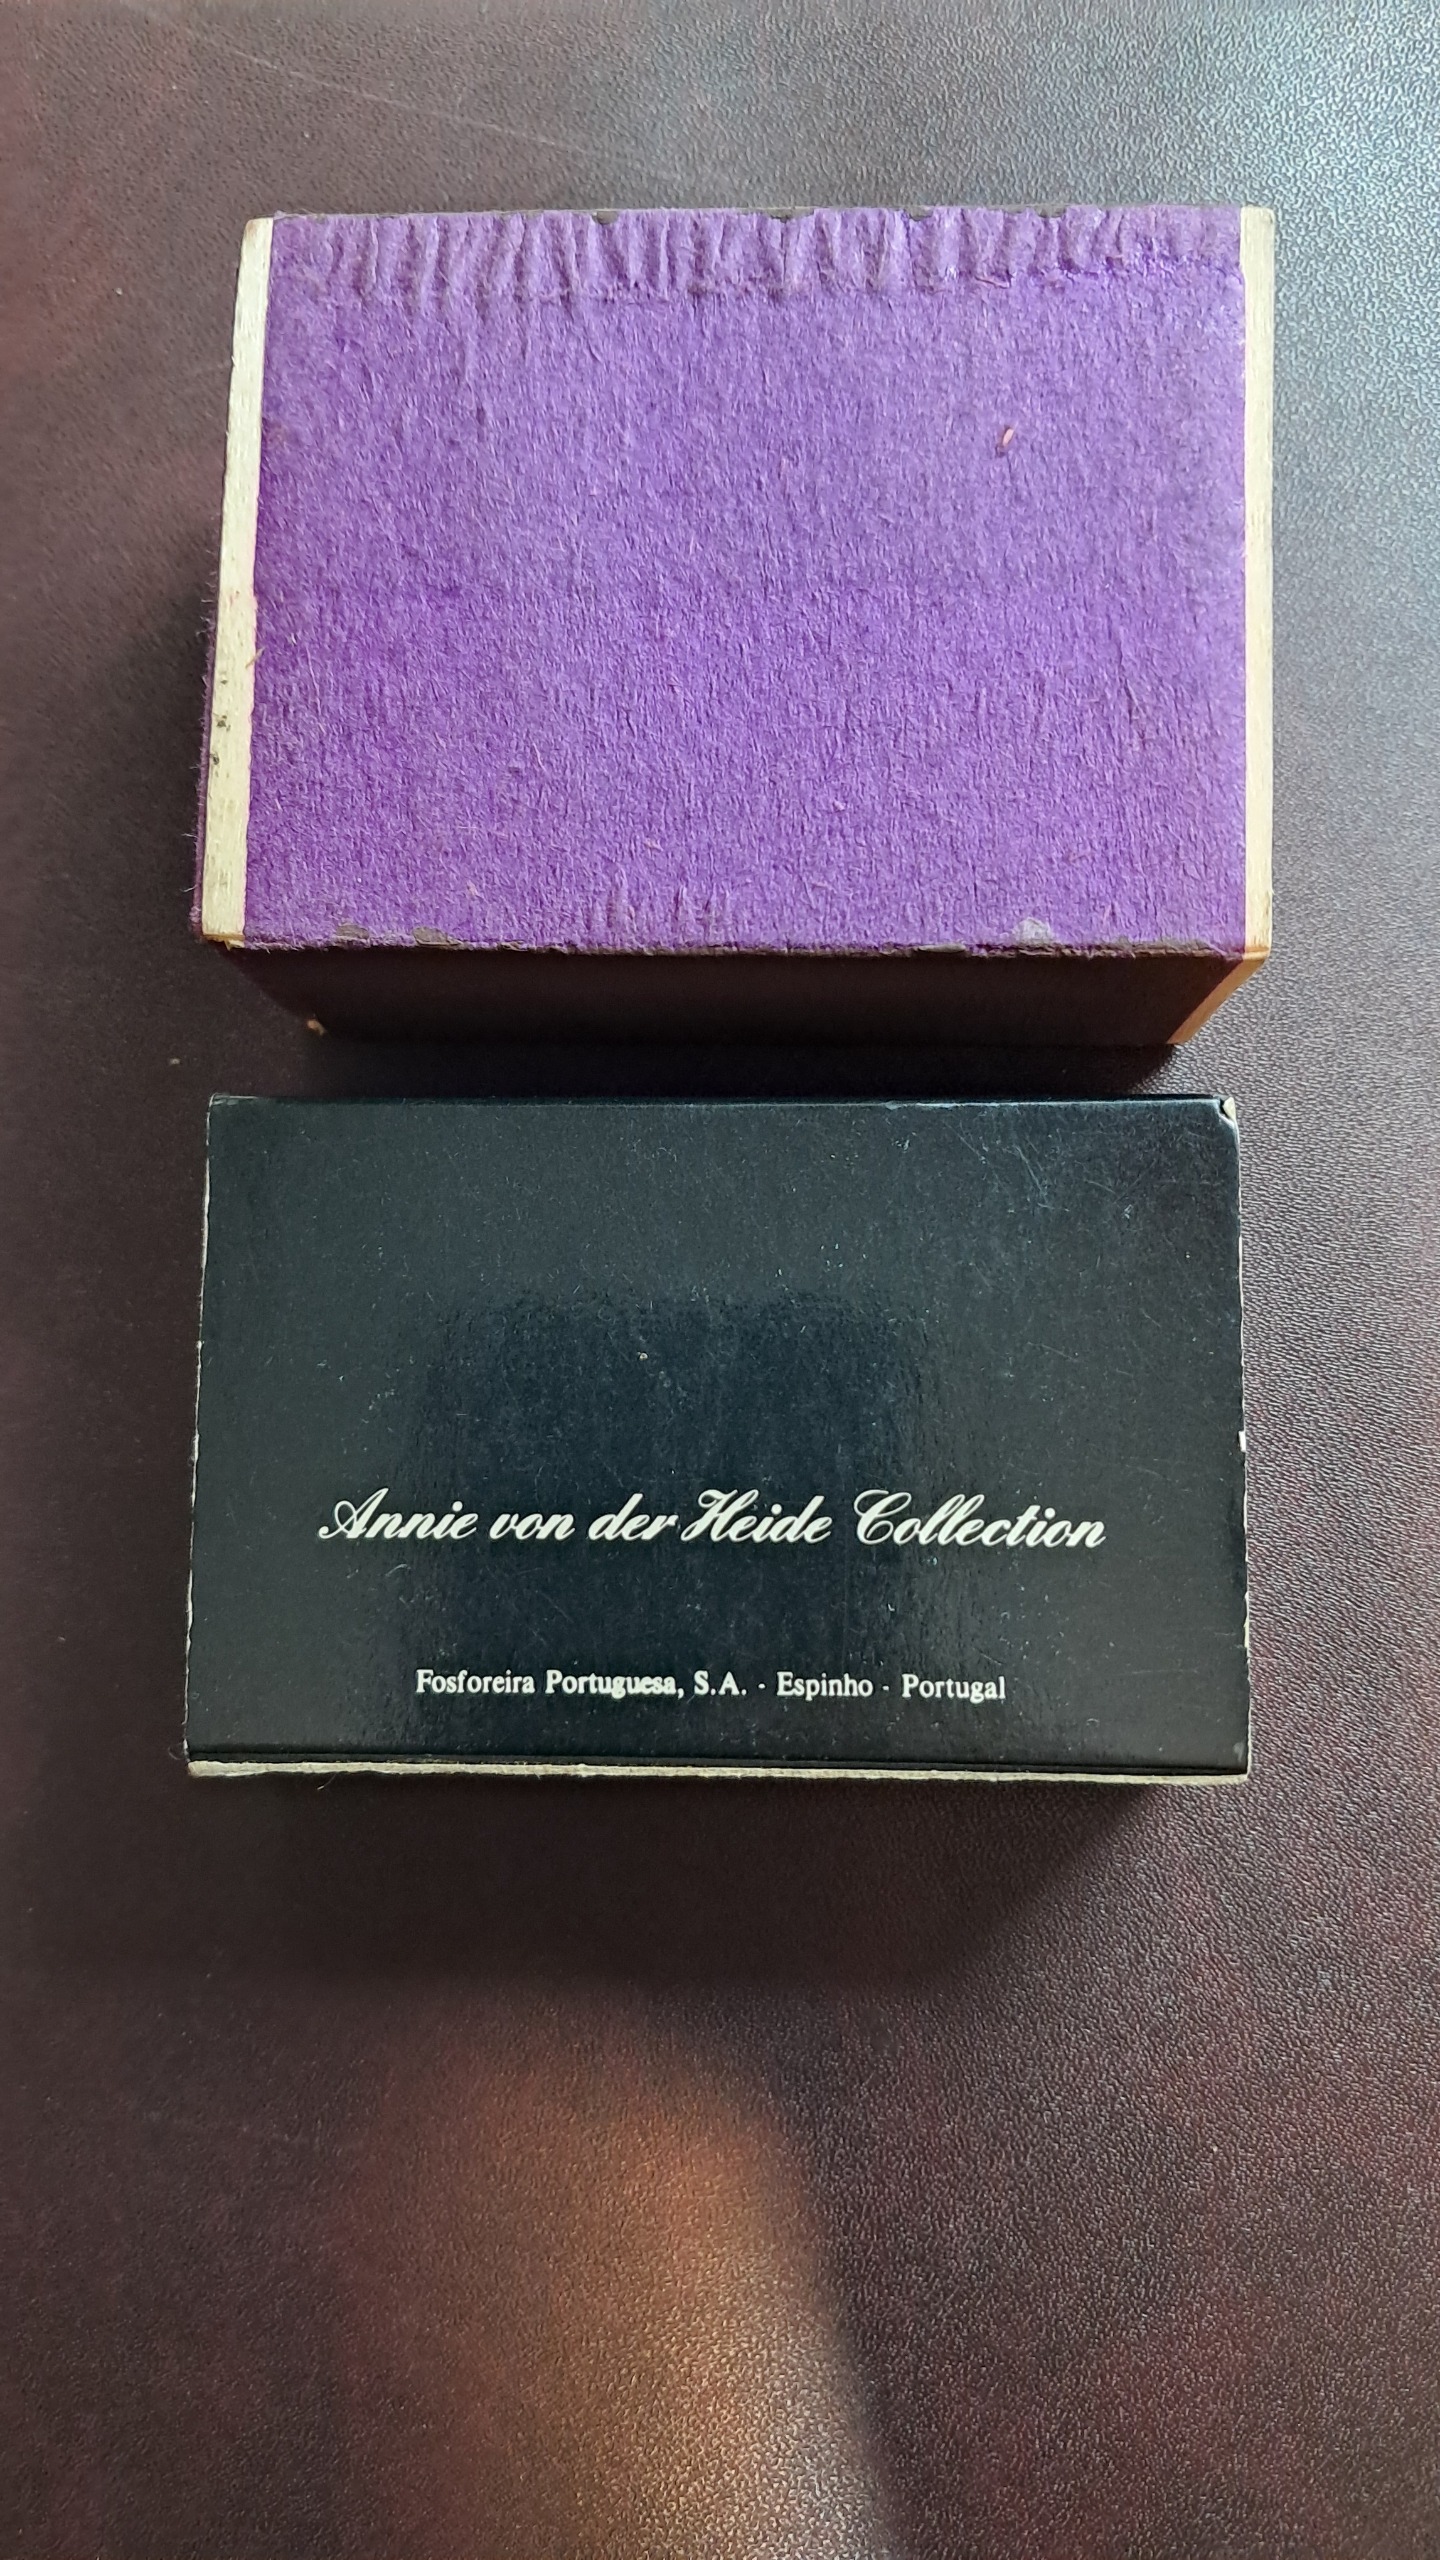 Annie von der Heide Collection
Fosforeira Portuguesa, S.A. - Espinho - Portugal